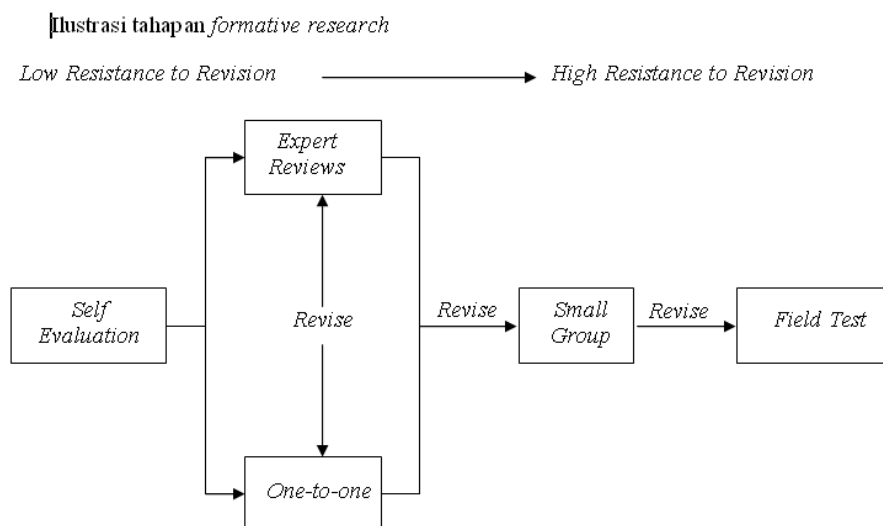 Ilustrasi tahapan formative research
Low Resistance to Revision
High Resistance to Revision
Expert
Reviews
Self
Evaluation
Revise
Revise
Small
Group
Revise
Field Test
One-to-one